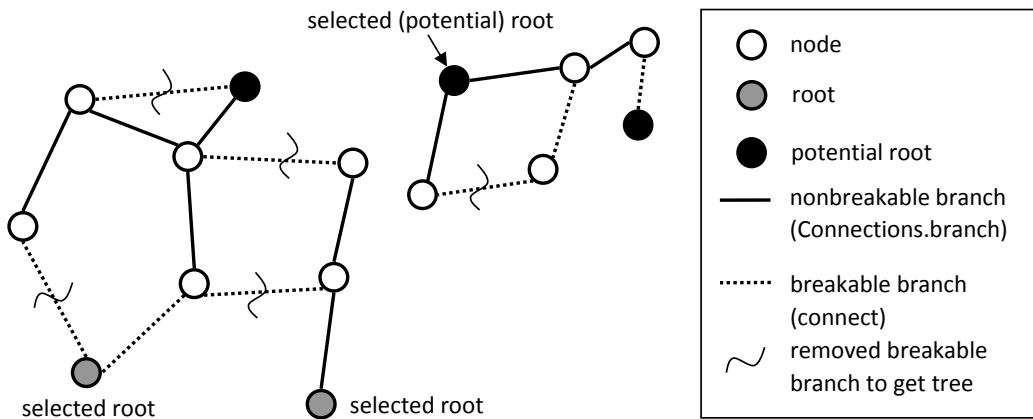 selected (potential) root
selected root
selected root
node
root
potential root
nonbreakable branch
(Connections.branch)
breakable branch
(connect)
removed breakable
branch to get tree